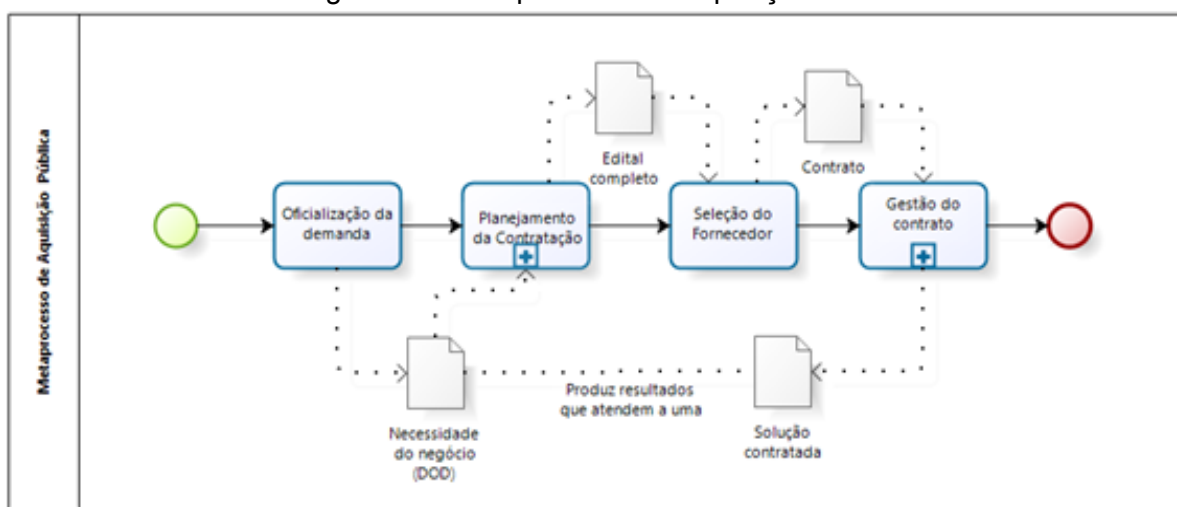 Metaprocesso de Aquisição Pública
Edital
completo
Contrato
Oficialização da
demanda
Planejamento
da Contratação
Seleção do
Fornecedor
Gestão do
contrato
Necessidade
do negócio
(DOD)
Produz resultados
que atendem a uma
Solução
contratada